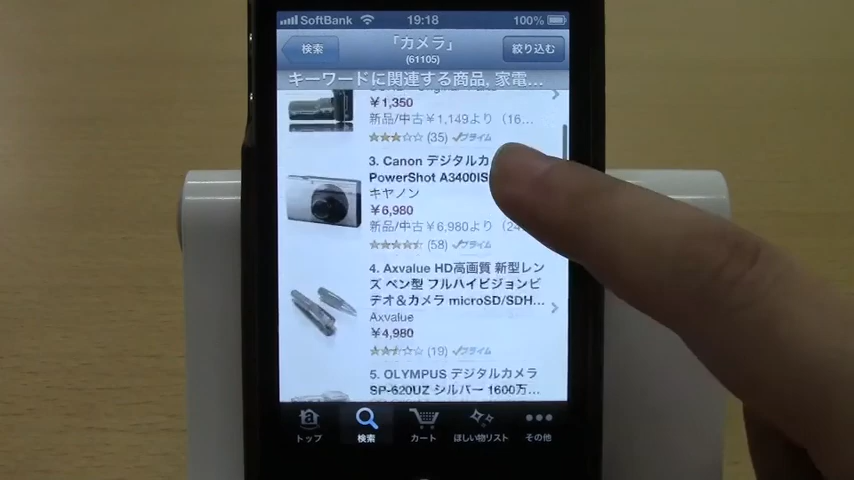 SoftBank 19:18 100%
検索
「カメラ」
(61105)
絞り込む
キーワードに関連する商品, 家電...
￥1,350
新品/中古￥1,149より (16...
(35) プライム
3. Canon デジタルカ
PowerShot A3400IS
キヤノン
￥6,980
新品/中古￥6,980より (24
(58) プライム
4. Axvalue HD高画質 新型レン
ズ ペン型 フルハイビジョンビ
デオ＆カメラ microSD/SDH...
Axvalue
￥4,980
(19) プライム
5. OLYMPUS デジタルカメラ
SP-620UZ シルバー 1600万...
トップ
検索
カート
ほしい物リスト
その他